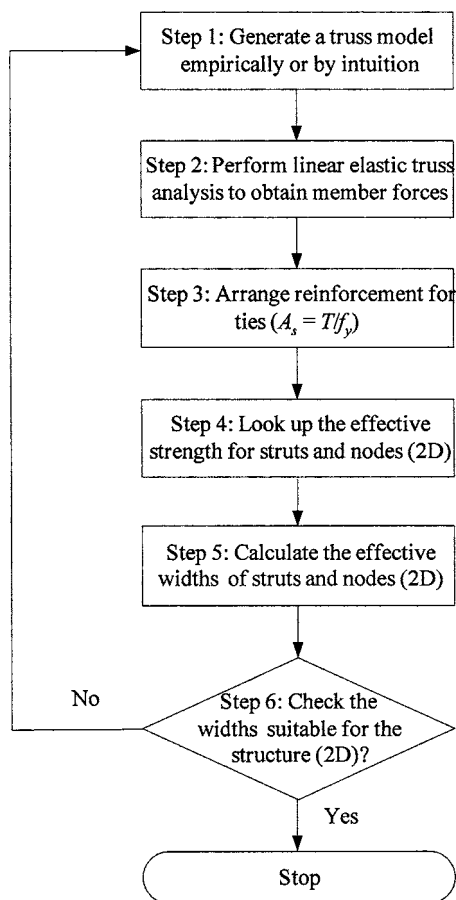 Step 1: Generate a truss model
empirically or by intuition
Step 2: Perform linear elastic truss
analysis to obtain member forces
Step 3: Arrange reinforcement for
ties (Aₛ = T/f_y)
Step 4: Look up the effective
strength for struts and nodes (2D)
Step 5: Calculate the effective
widths of struts and nodes (2D)
Step 6: Check the
widths suitable for the
structure (2D)?
No
Yes
Stop